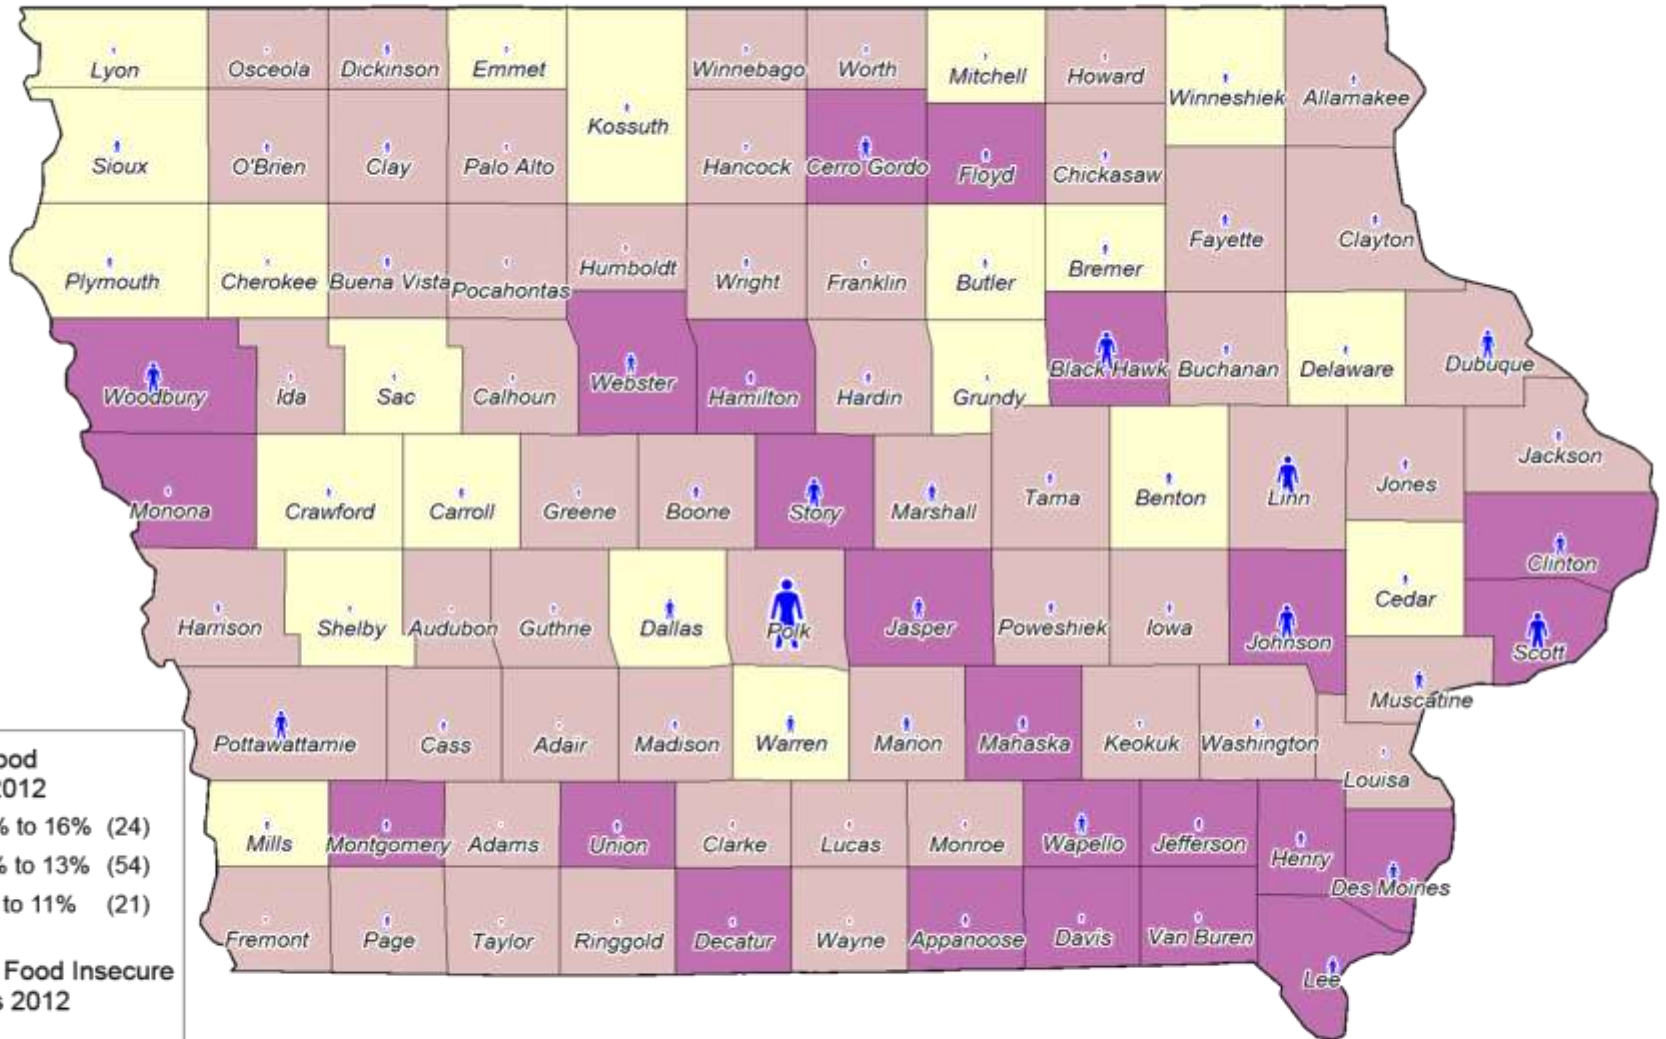 Lyon
Osceola
Dickinson
Emmet
Winnebago
Worth
Mitchell
Howard
Winneshiek
Allamakee
Kossuth
Sioux
O'Brien
Clay
Palo Alto
Hancock
Cerro Gordo
Floyd
Chickasaw
Fayette
Clayton
Plymouth
Cherokee
Buena Vista
Pocahontas
Humboldt
Wright
Franklin
Butler
Bremer
Woodbury
Ida
Sac
Calhoun
Webster
Hamilton
Hardin
Grundy
Black Hawk
Buchanan
Delaware
Dubuque
Monona
Crawford
Carroll
Greene
Boone
Story
Marshall
Tama
Benton
Linn
Jones
Jackson
Clinton
Harrison
Shelby
Audubon
Guthrie
Dallas
Polk
Jasper
Poweshiek
Iowa
Johnson
Cedar
Scott
Muscatine
Pottawattamie
Cass
Adair
Madison
Warren
Marion
Mahaska
Keokuk
Washington
Louisa
Mills
Montgomery
Adams
Union
Clarke
Lucas
Monroe
Wapello
Jefferson
Henry
Des Moines
Fremont
Page
Taylor
Ringgold
Decatur
Wayne
Appanoose
Davis
Van Buren
Lee
ood
2012
% to 16% (24)
% to 13% (54)
to 11% (21)
Food Insecure
s 2012